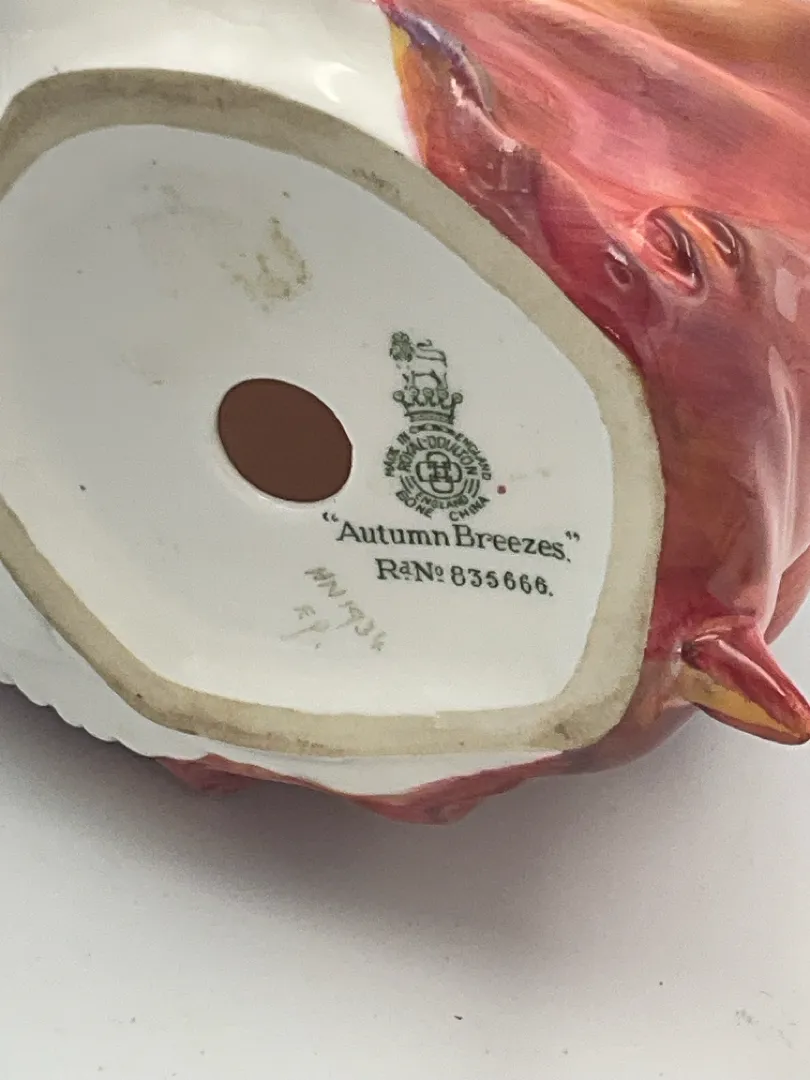 MADE IN ENGLAND
ROYAL·DOULTON
ENGLAND
BONE CHINA
“Autumn Breezes.”
RdNo 835666.
HN1934
F.P.